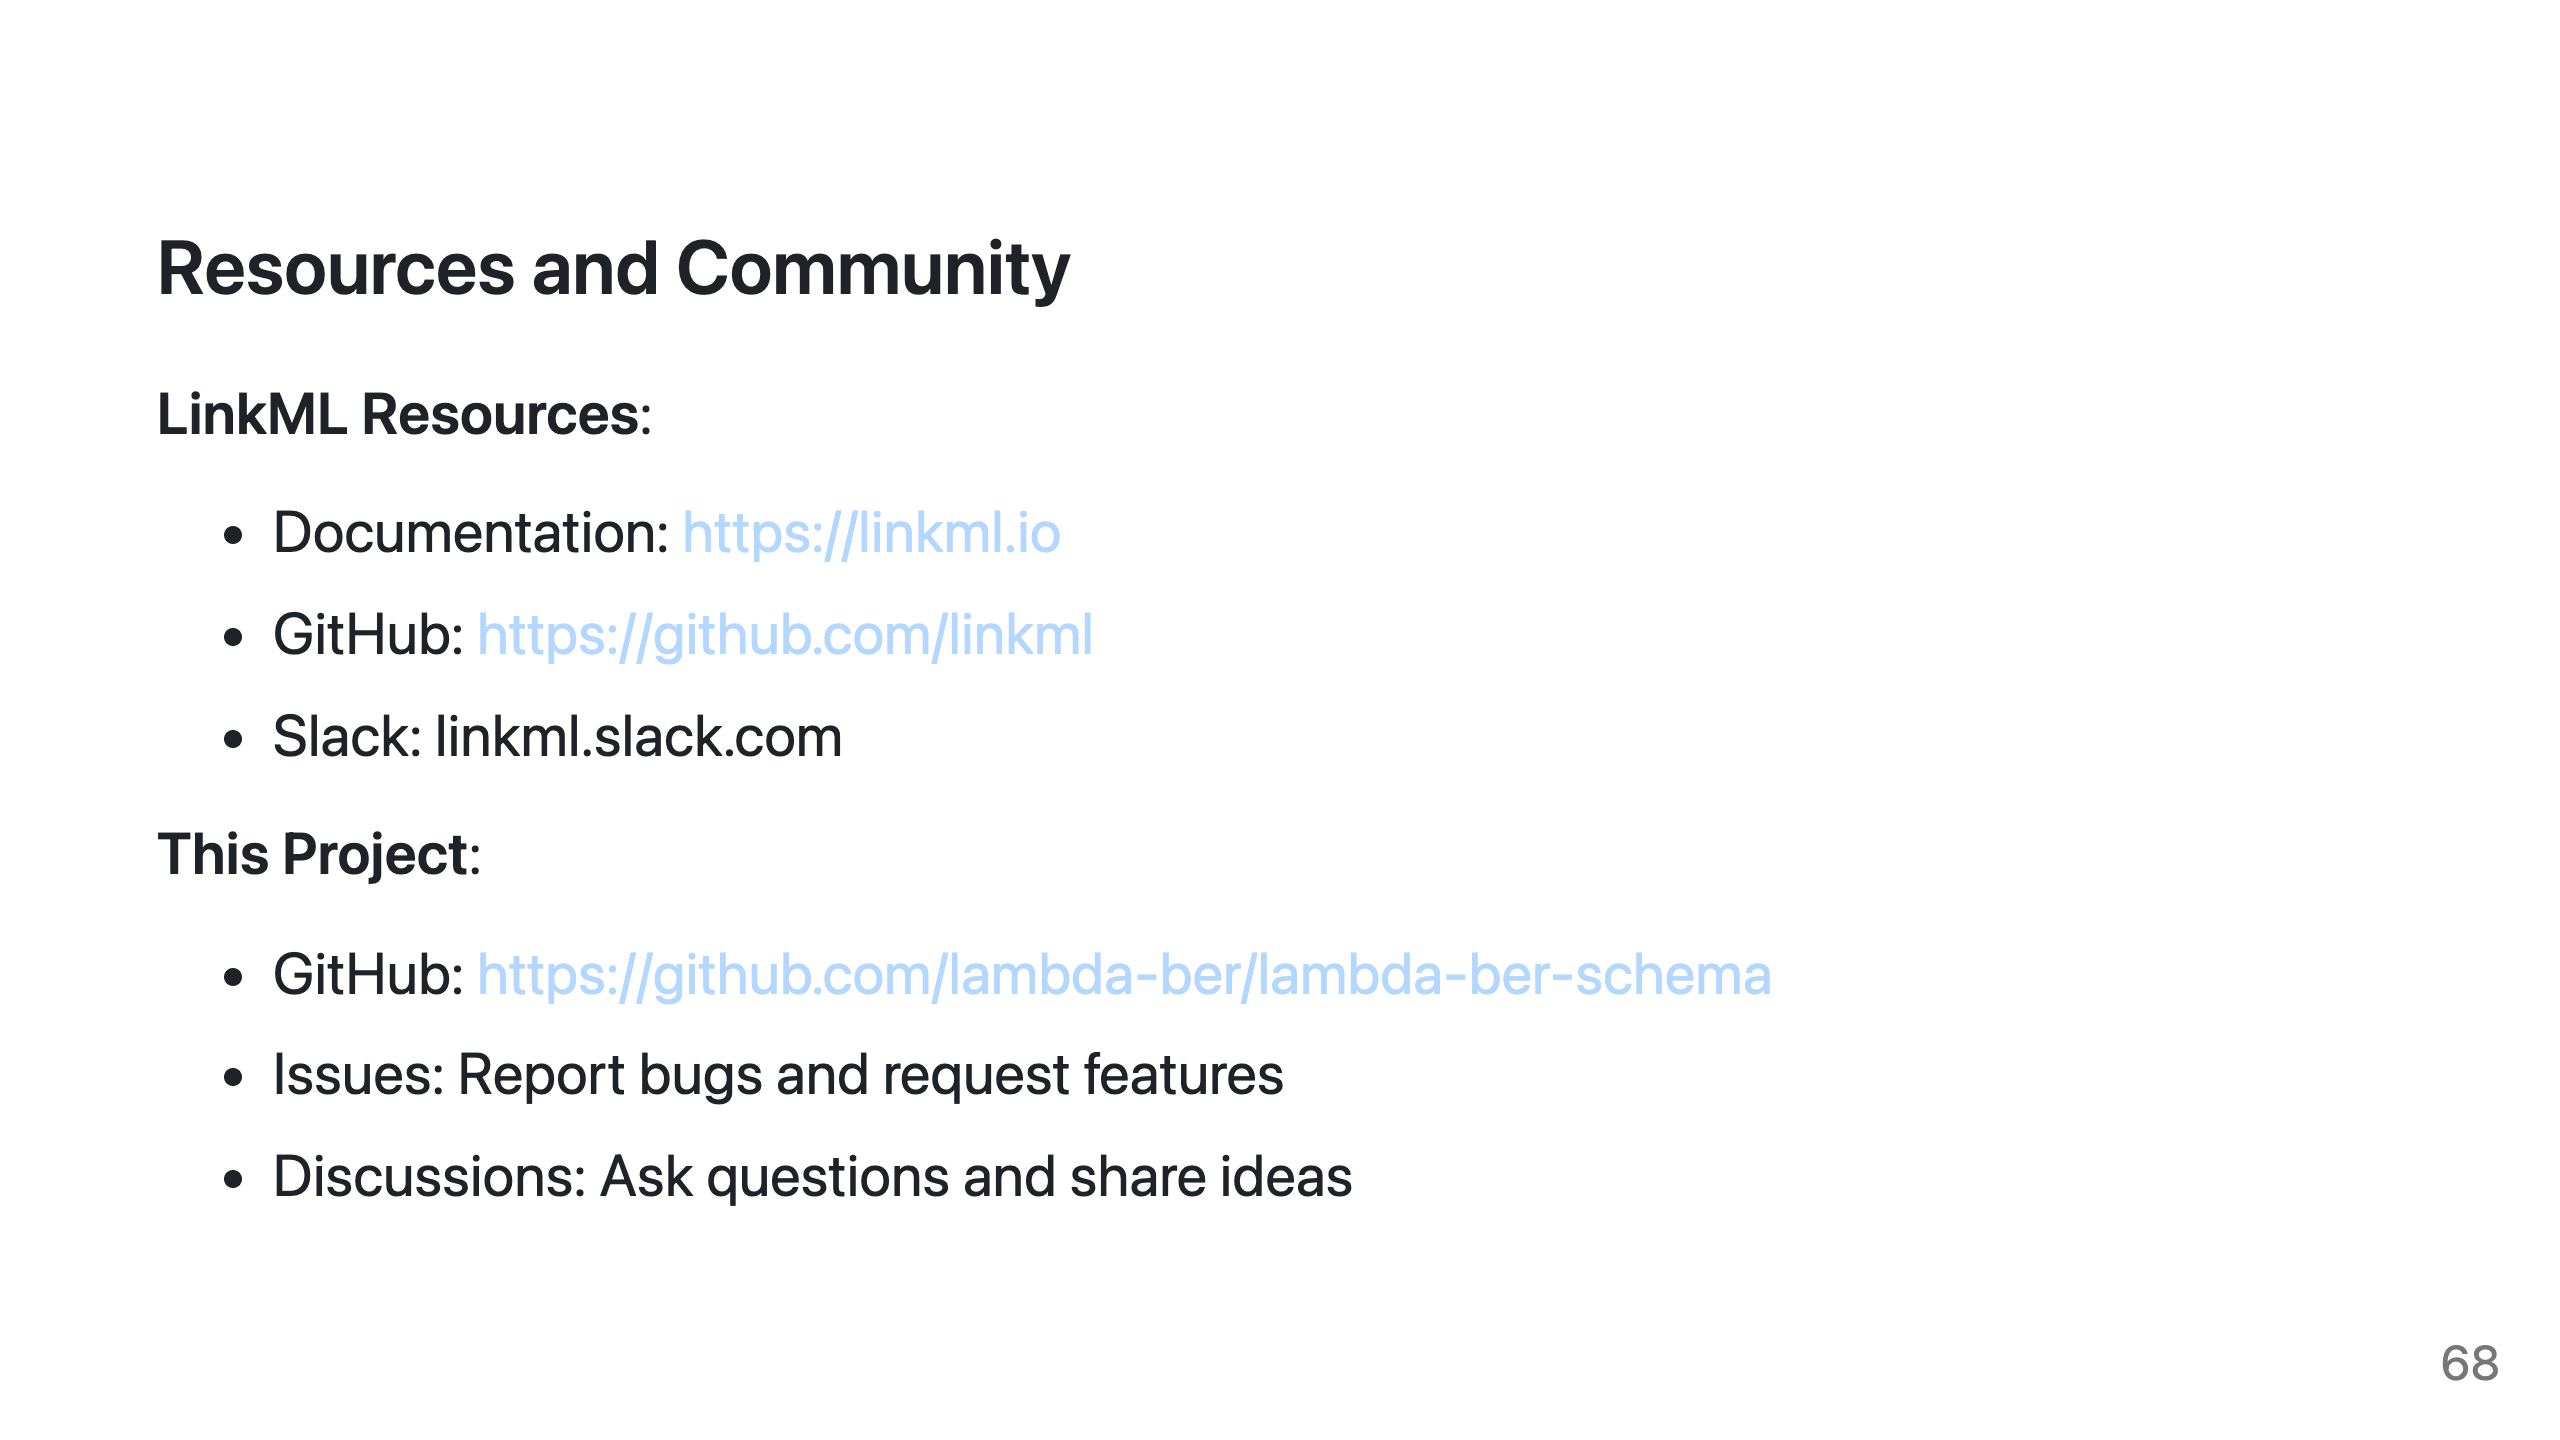 Resources and Community
LinkML Resources:
• Documentation: https://linkml.io
• GitHub: https://github.com/linkml
• Slack: linkml.slack.com
This Project:
• GitHub: https://github.com/lambda-ber/lambda-ber-schema
• Issues: Report bugs and request features
• Discussions: Ask questions and share ideas
68